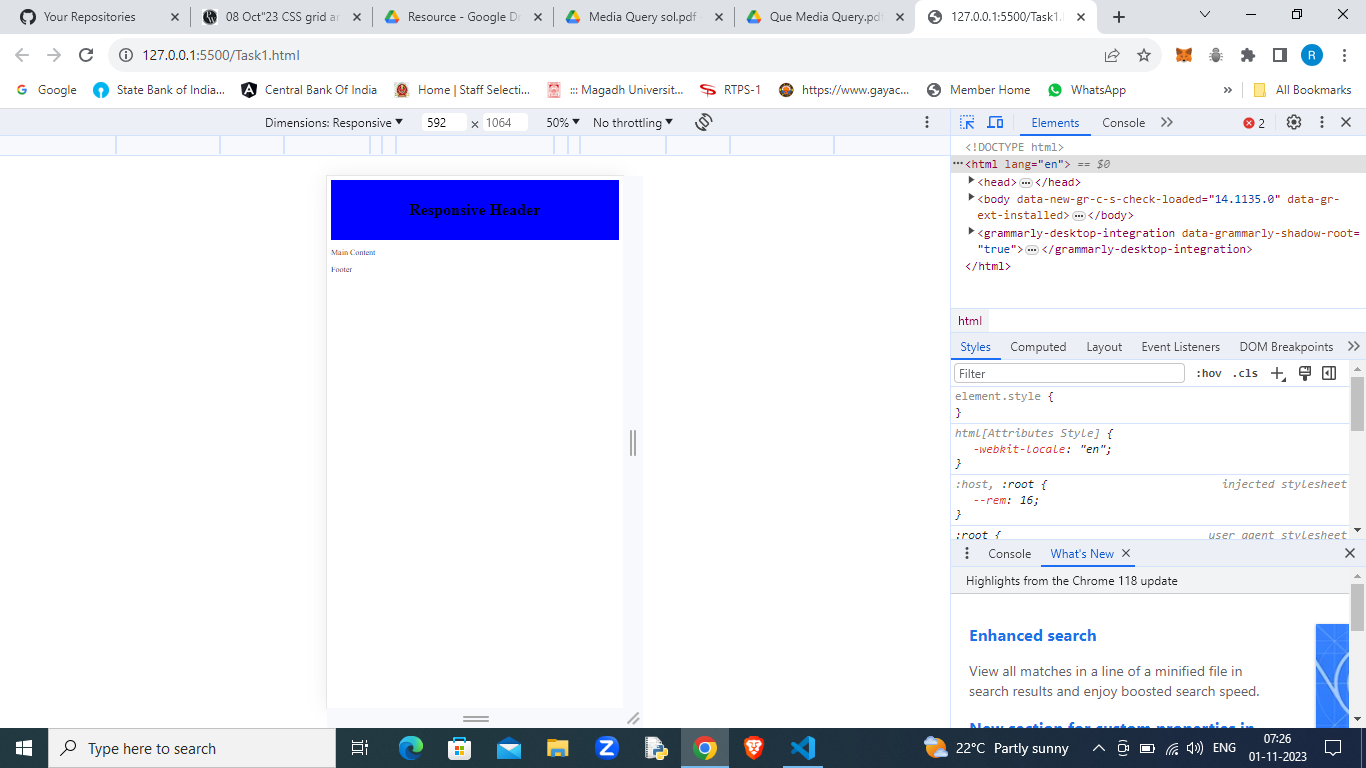 Your Repositories
08 Oct"23 CSS grid an
Resource - Google Dr
Media Query sol.pdf
Que Media Query.pdf
127.0.0.1:5500/Task1.
127.0.0.1:5500/Task1.html
R
Google
State Bank of India...
Central Bank Of India
Home | Staff Selecti...
::: Magadh Universit...
RTPS-1
https://www.gayac...
Member Home
WhatsApp
»
All Bookmarks
Dimensions: Responsive
592 × 1064
50%
No throttling
Elements
Console
2
<!DOCTYPE html>
<html lang="en"> == $0
<head> ... </head>
<body data-new-gr-c-s-check-loaded="14.1135.0" data-gr-
ext-installed> ... </body>
<grammarly-desktop-integration data-grammarly-shadow-root=
"true"> ... </grammarly-desktop-integration>
</html>
Responsive Header
Main Content
Footer
html
Styles
Computed
Layout
Event Listeners
DOM Breakpoints
Filter
:hov
.cls
element.style {
}
html[Attributes Style] {
-webkit-locale: "en";
}
:host, :root {
injected stylesheet
--rem: 16;
}
:root {
user agent stylesheet
Console
What's New
Highlights from the Chrome 118 update
Enhanced search
View all matches in a line of a minified file in
search results and enjoy boosted search speed.
New section for custom properties in
Type here to search
22°C Partly sunny
ENG
07:26
01-11-2023